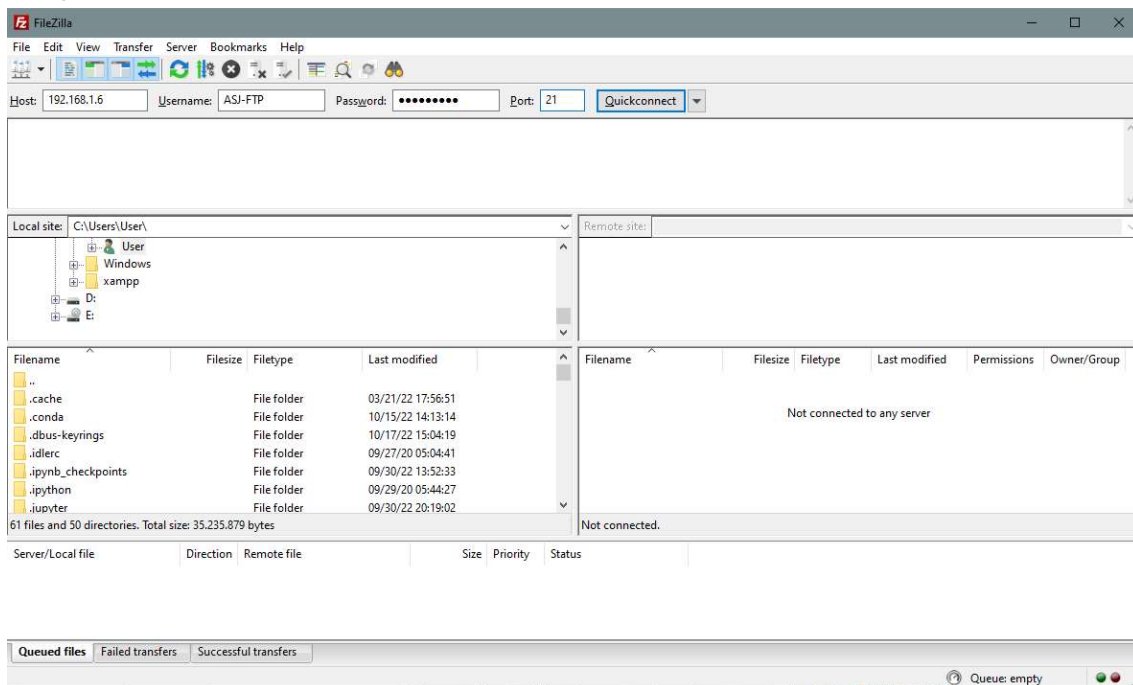 FileZilla
File Edit View Transfer Server Bookmarks Help
Host: 192.168.1.6 Username: ASJ-FTP Password: ●●●●●●●●● Port: 21 Quickconnect
Local site: C:\Users\User\ Remote site:
User
Windows
xampp
D:
E:
Filename Filesize Filetype Last modified Filename Filesize Filetype Last modified Permissions Owner/Group
..
.cache File folder 03/21/22 17:56:51
.conda File folder 10/15/22 14:13:14 Not connected to any server
.dbus-keyrings File folder 10/17/22 15:04:19
.idlerc File folder 09/27/20 05:04:41
.ipynb_checkpoints File folder 09/30/22 13:52:33
.ipython File folder 09/29/20 05:44:27
.jupyter File folder 09/30/22 20:19:02
61 files and 50 directories. Total size: 35.235.879 bytes Not connected.
Server/Local file Direction Remote file Size Priority Status
Queued files Failed transfers Successful transfers
Queue: empty